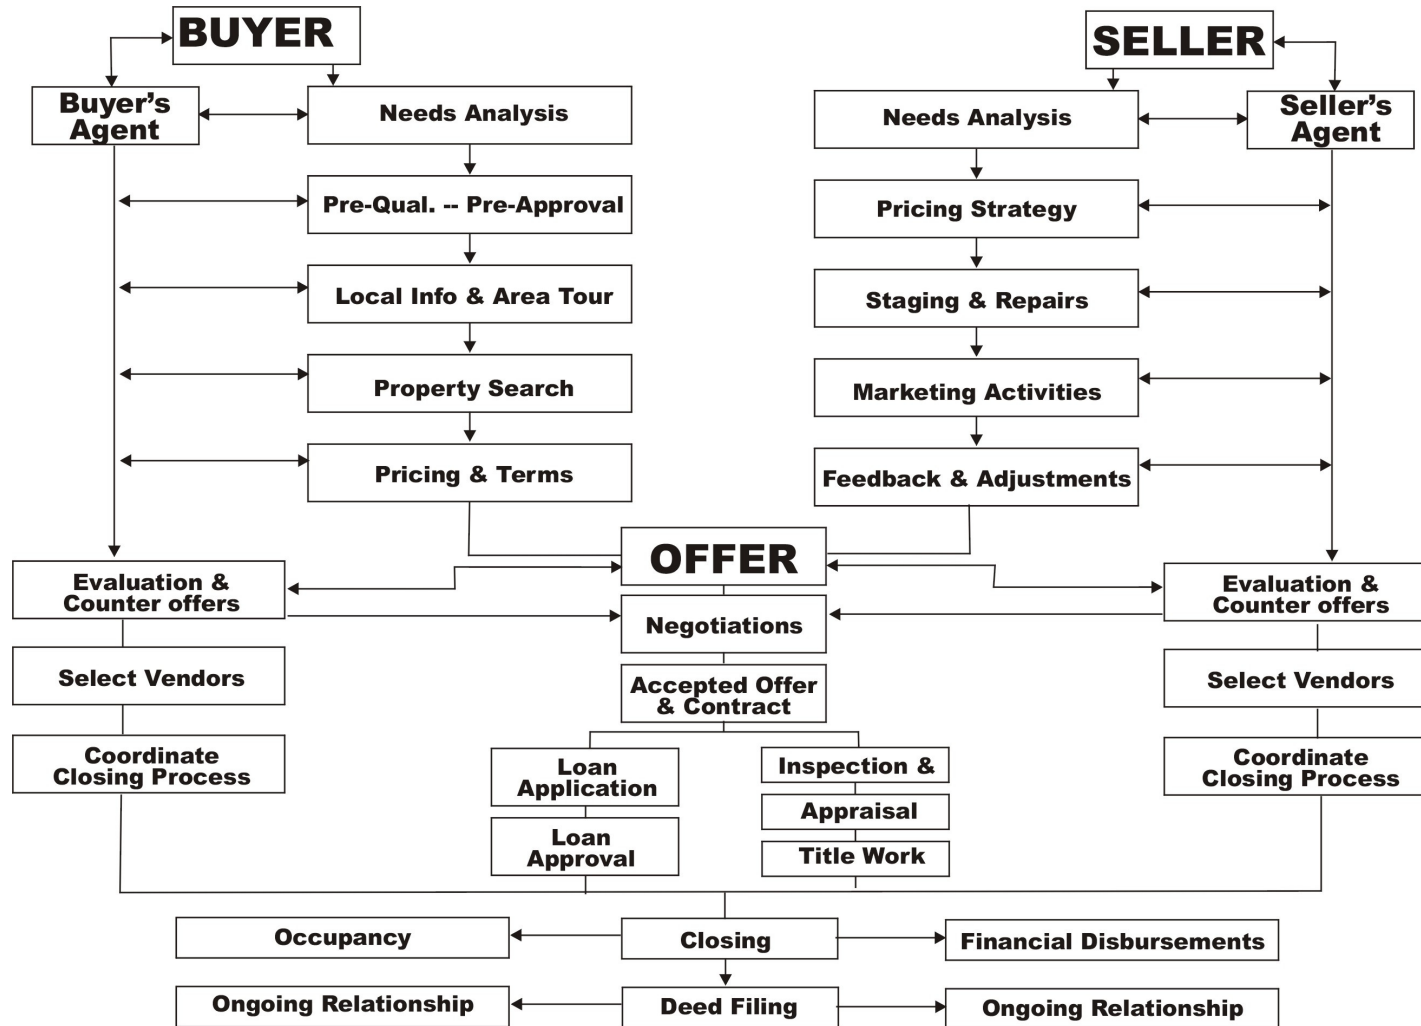 BUYER
SELLER
Buyer's
Agent
Needs Analysis
Needs Analysis
Seller's
Agent
Pre-Qual. -- Pre-Approval
Pricing Strategy
Local Info & Area Tour
Staging & Repairs
Property Search
Marketing Activities
Pricing & Terms
Feedback & Adjustments
OFFER
Evaluation &
Counter offers
Evaluation &
Counter offers
Negotiations
Select Vendors
Select Vendors
Accepted Offer
& Contract
Coordinate
Closing Process
Coordinate
Closing Process
Loan
Application
Inspection &
Appraisal
Loan
Approval
Title Work
Occupancy
Closing
Financial Disbursements
Ongoing Relationship
Deed Filing
Ongoing Relationship